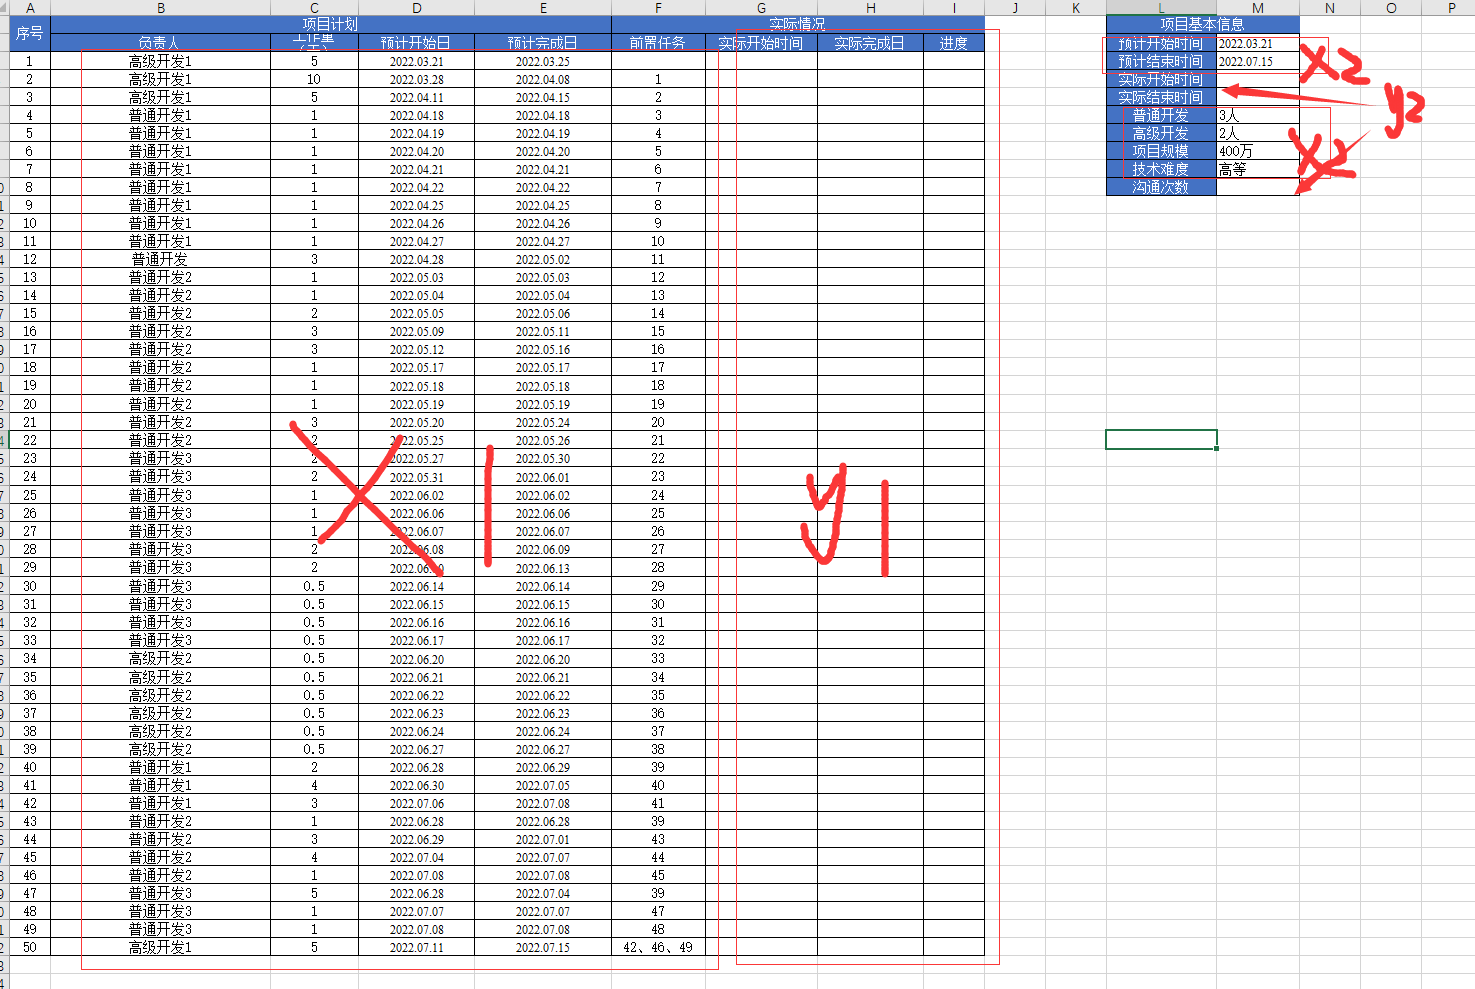 A B C D E F G H I J K L M N O P
序号 项目计划 实际情况 项目基本信息
负责人 工作量（天） 预计开始日 预计完成日 前置任务 实际开始时间 实际完成日 进度 预计开始时间 2022.03.21
1 高级开发1 5 2022.03.21 2022.03.25 预计结束时间 2022.07.15 X2
2 高级开发1 10 2022.03.28 2022.04.08 1 实际开始时间
3 高级开发1 5 2022.04.11 2022.04.15 2 实际结束时间 y2
4 普通开发1 1 2022.04.18 2022.04.18 3 普通开发 3人
5 普通开发1 1 2022.04.19 2022.04.19 4 高级开发 2人
6 普通开发1 1 2022.04.20 2022.04.20 5 项目规模 400万
7 普通开发1 1 2022.04.21 2022.04.21 6 技术难度 高等
8 普通开发1 1 2022.04.22 2022.04.22 7 沟通次数
9 普通开发1 1 2022.04.25 2022.04.25 8
10 普通开发1 1 2022.04.26 2022.04.26 9
11 普通开发1 1 2022.04.27 2022.04.27 10
12 普通开发 3 2022.04.28 2022.05.02 11
13 普通开发2 1 2022.05.03 2022.05.03 12
14 普通开发2 1 2022.05.04 2022.05.04 13
15 普通开发2 2 2022.05.05 2022.05.06 14
16 普通开发2 3 2022.05.09 2022.05.11 15
17 普通开发2 3 2022.05.12 2022.05.16 16
18 普通开发2 1 2022.05.17 2022.05.17 17
19 普通开发2 1 2022.05.18 2022.05.18 18
20 普通开发2 1 2022.05.19 2022.05.19 19
21 普通开发2 3 2022.05.20 2022.05.24 20
22 普通开发2 2 2022.05.25 2022.05.26 21
23 普通开发3 2 2022.05.27 2022.05.30 22
24 普通开发3 2 2022.05.31 2022.06.01 23
25 普通开发3 1 2022.06.02 2022.06.02 24
X1 y1
26 普通开发3 1 2022.06.06 2022.06.06 25
27 普通开发3 1 2022.06.07 2022.06.07 26
28 普通开发3 2 2022.06.08 2022.06.09 27
29 普通开发3 2 2022.06.10 2022.06.13 28
30 普通开发3 0.5 2022.06.14 2022.06.14 29
31 普通开发3 0.5 2022.06.15 2022.06.15 30
32 普通开发3 0.5 2022.06.16 2022.06.16 31
33 普通开发3 0.5 2022.06.17 2022.06.17 32
34 高级开发2 0.5 2022.06.20 2022.06.20 33
35 高级开发2 0.5 2022.06.21 2022.06.21 34
36 高级开发2 0.5 2022.06.22 2022.06.22 35
37 高级开发2 0.5 2022.06.23 2022.06.23 36
38 高级开发2 0.5 2022.06.24 2022.06.24 37
39 高级开发2 0.5 2022.06.27 2022.06.27 38
40 普通开发1 2 2022.06.28 2022.06.29 39
41 普通开发1 4 2022.06.30 2022.07.05 40
42 普通开发1 3 2022.07.06 2022.07.08 41
43 普通开发2 1 2022.06.28 2022.06.28 39
44 普通开发2 3 2022.06.29 2022.07.01 43
45 普通开发2 4 2022.07.04 2022.07.07 44
46 普通开发2 1 2022.07.08 2022.07.08 45
47 普通开发3 5 2022.06.28 2022.07.04 39
48 普通开发3 1 2022.07.07 2022.07.07 47
49 普通开发3 1 2022.07.08 2022.07.08 48
50 高级开发1 5 2022.07.11 2022.07.15 42、46、49